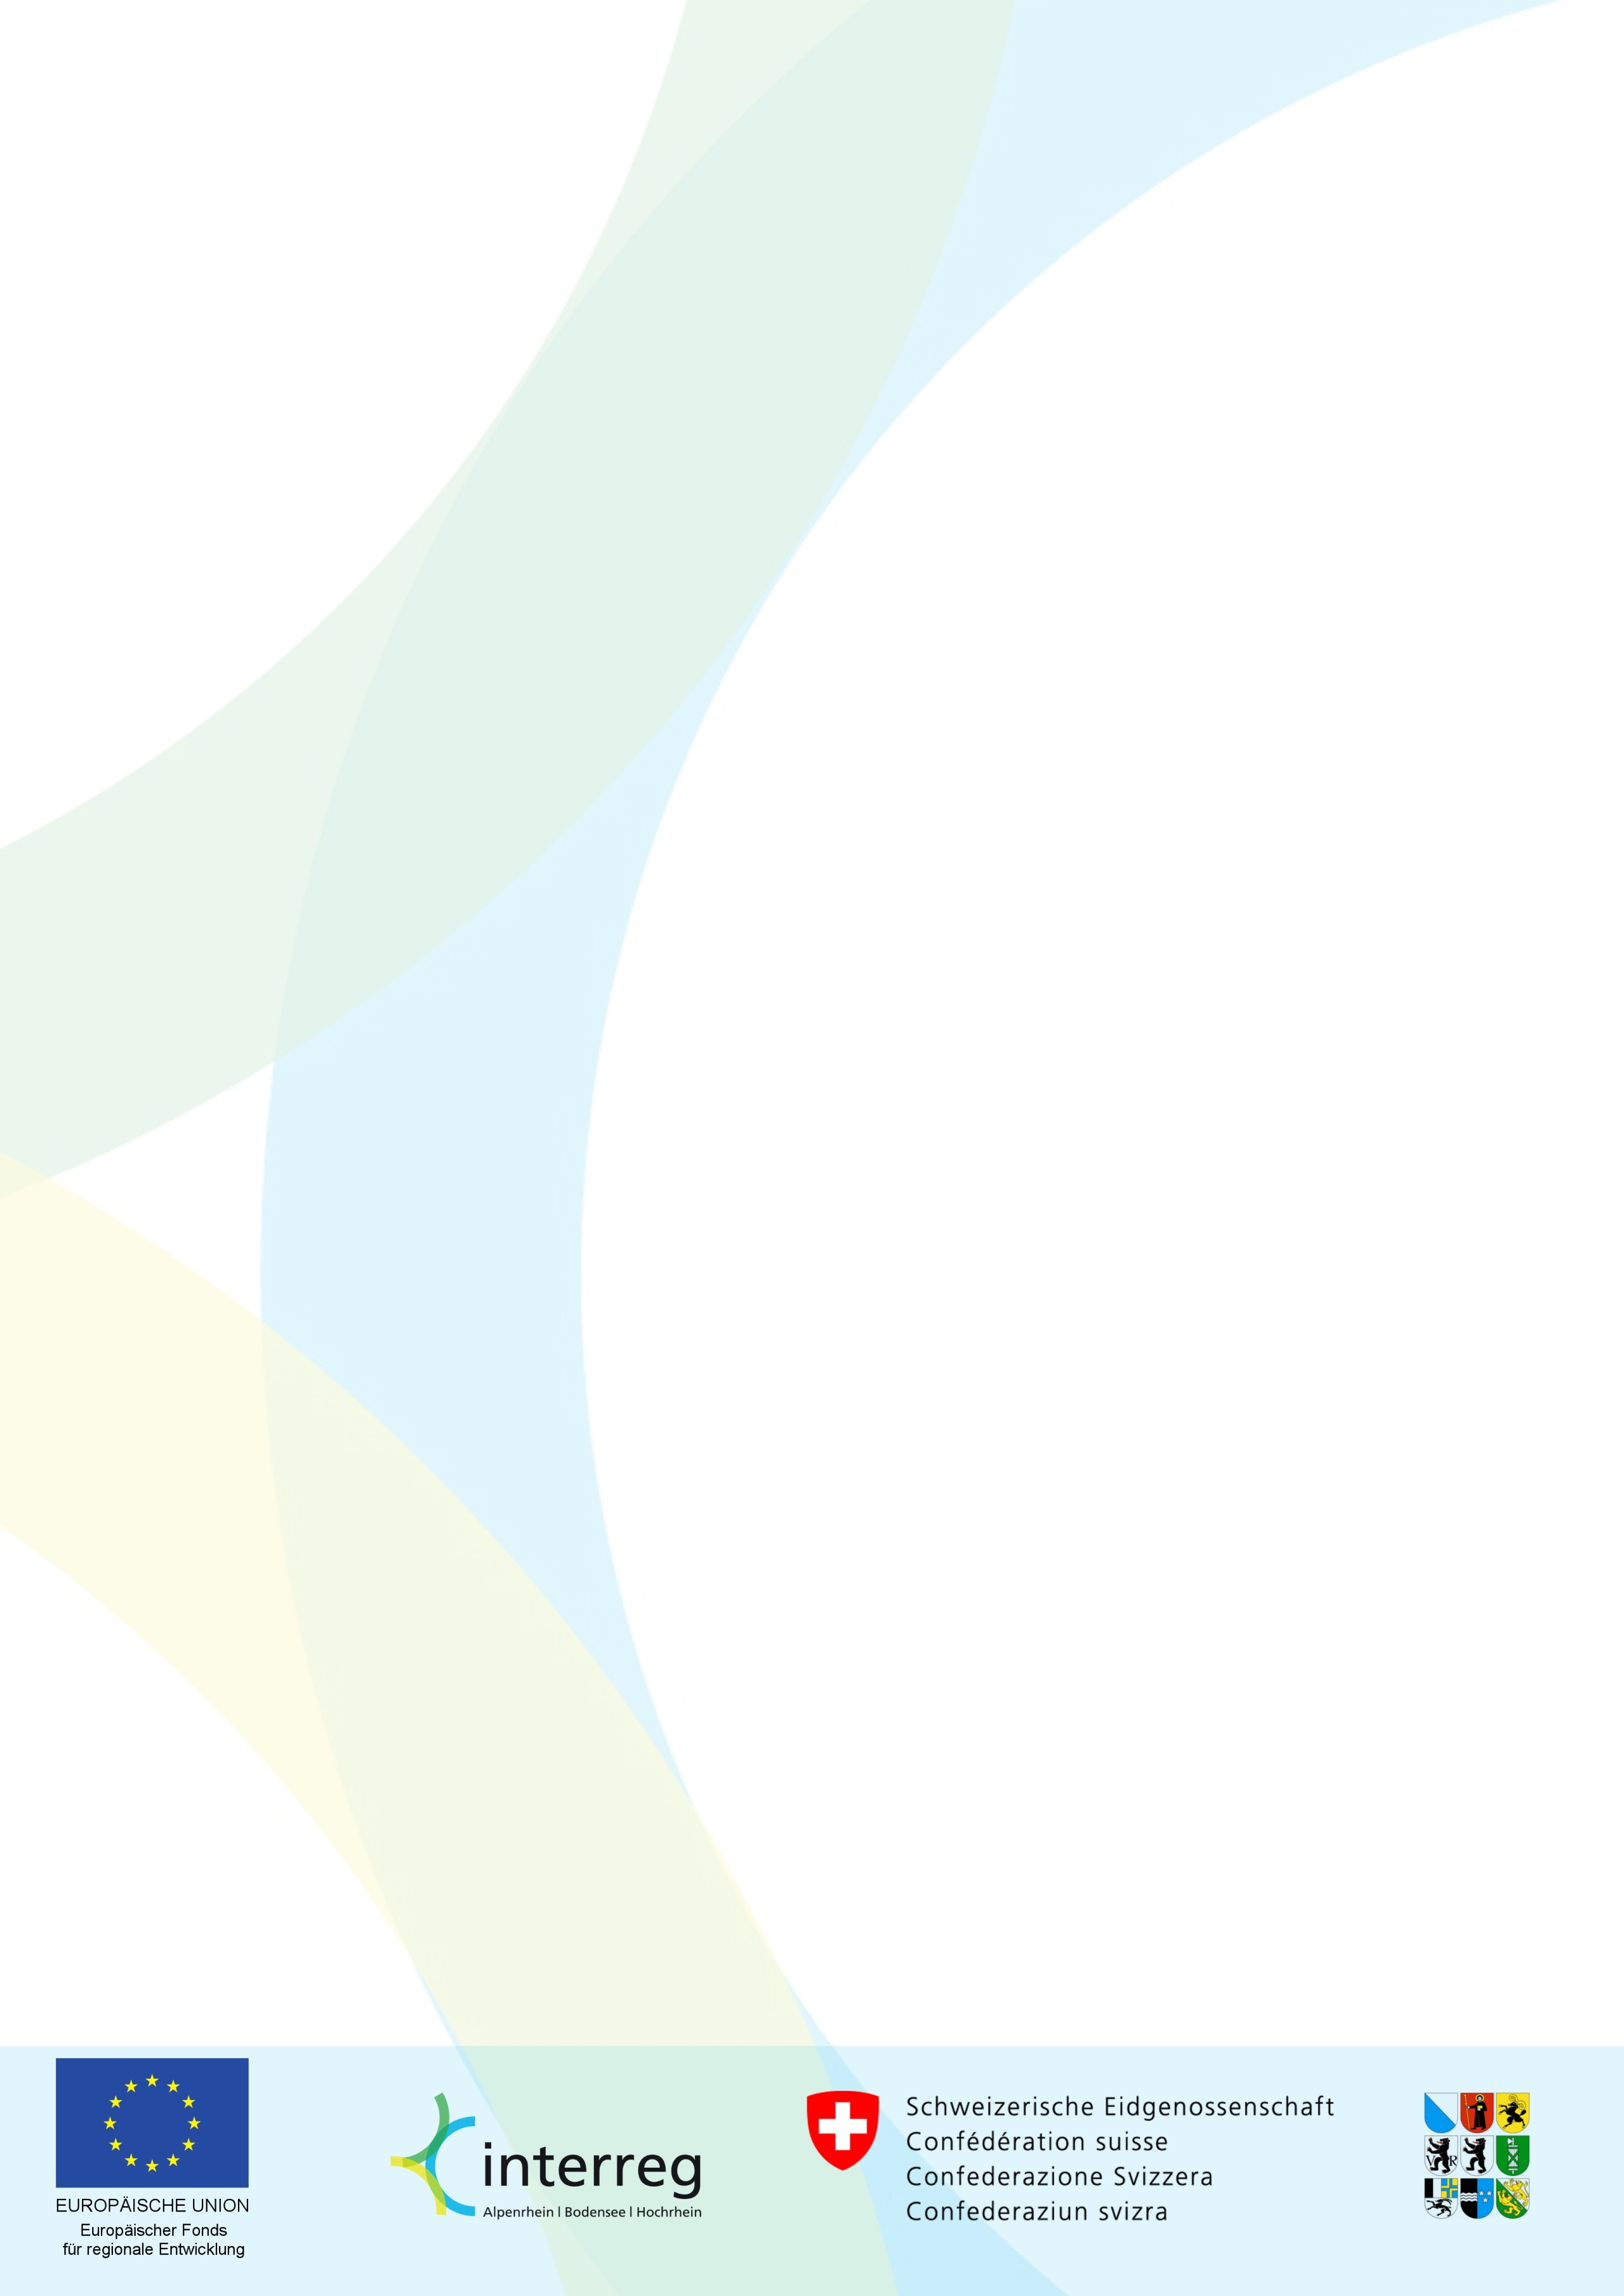 EUROPÄISCHE UNION
Europäischer Fonds
für regionale Entwicklung
interreg
Alpenrhein | Bodensee | Hochrhein
Schweizerische Eidgenossenschaft
Confédération suisse
Confederazione Svizzera
Confederaziun svizra
V R